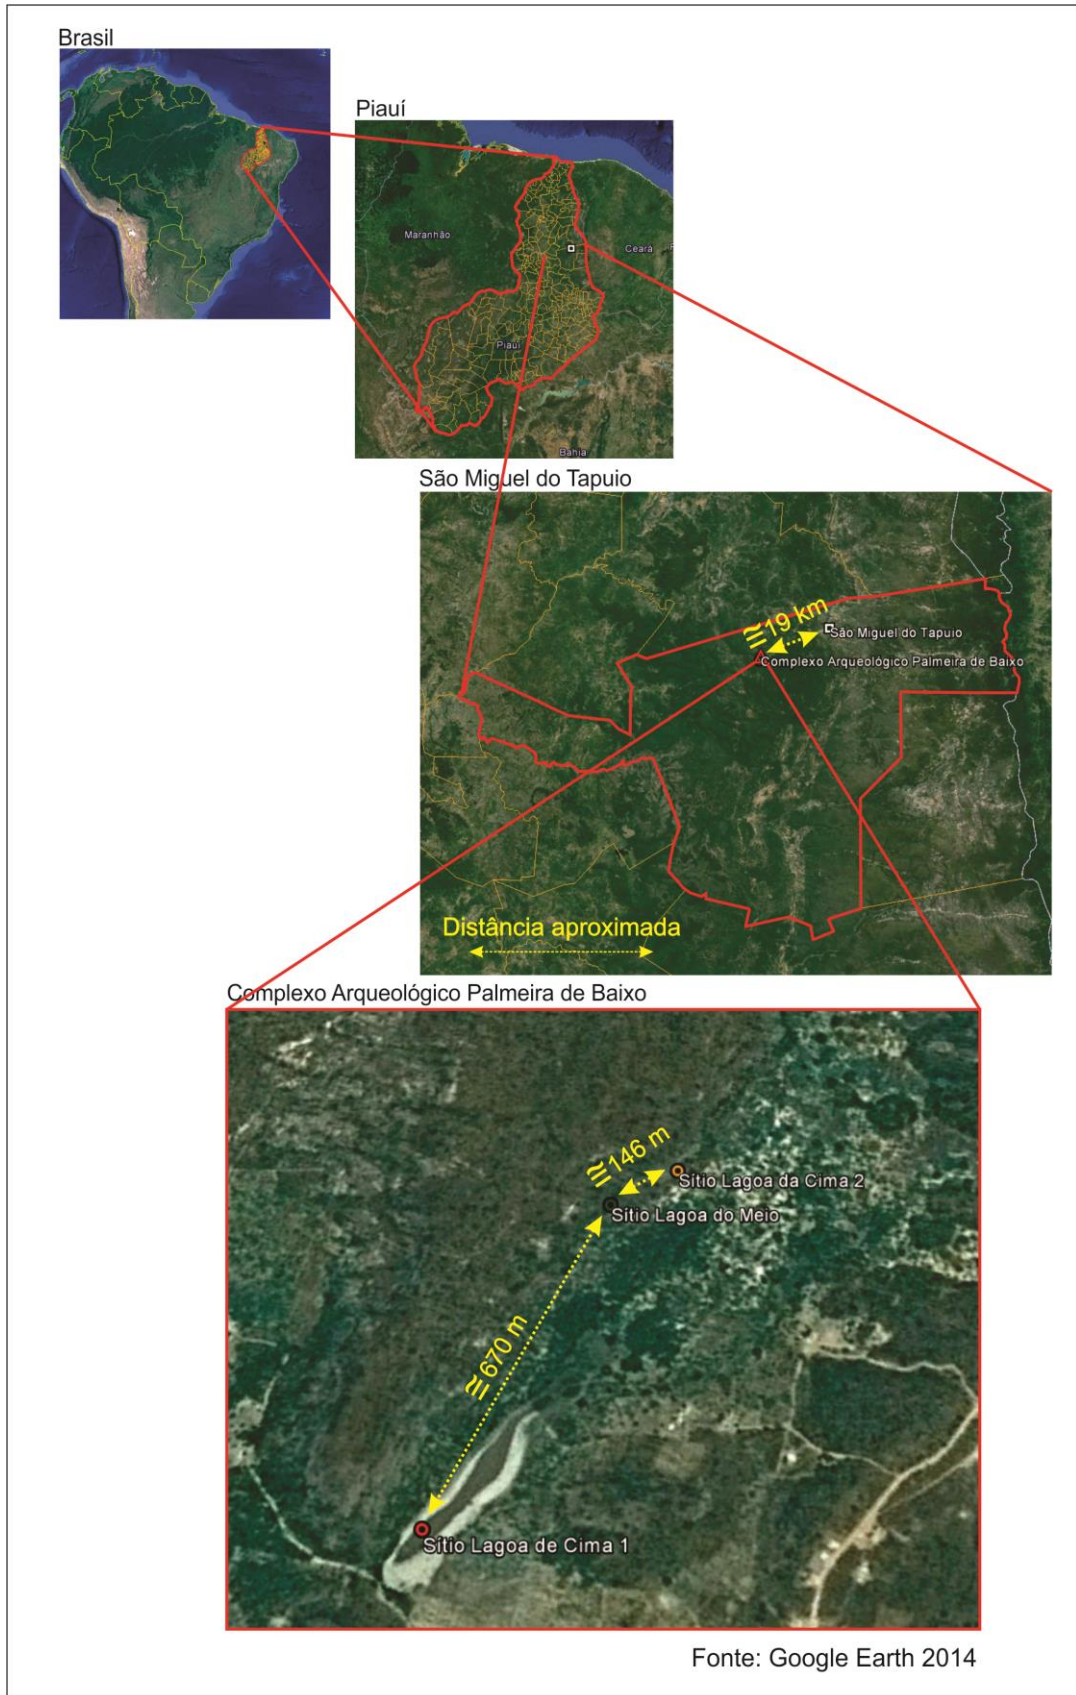 Brasil
Piauí
Maranhão
Ceará
Piauí
Bahia
São Miguel do Tapuio
≅19 km
São Miguel do Tapuio
Complexo Arqueológico Palmeira de Baixo
Distância aproximada
Complexo Arqueológico Palmeira de Baixo
≅146 m
Sítio Lagoa da Cima 2
Sítio Lagoa do Meio
≅670 m
Sítio Lagoa de Cima 1
Fonte: Google Earth 2014